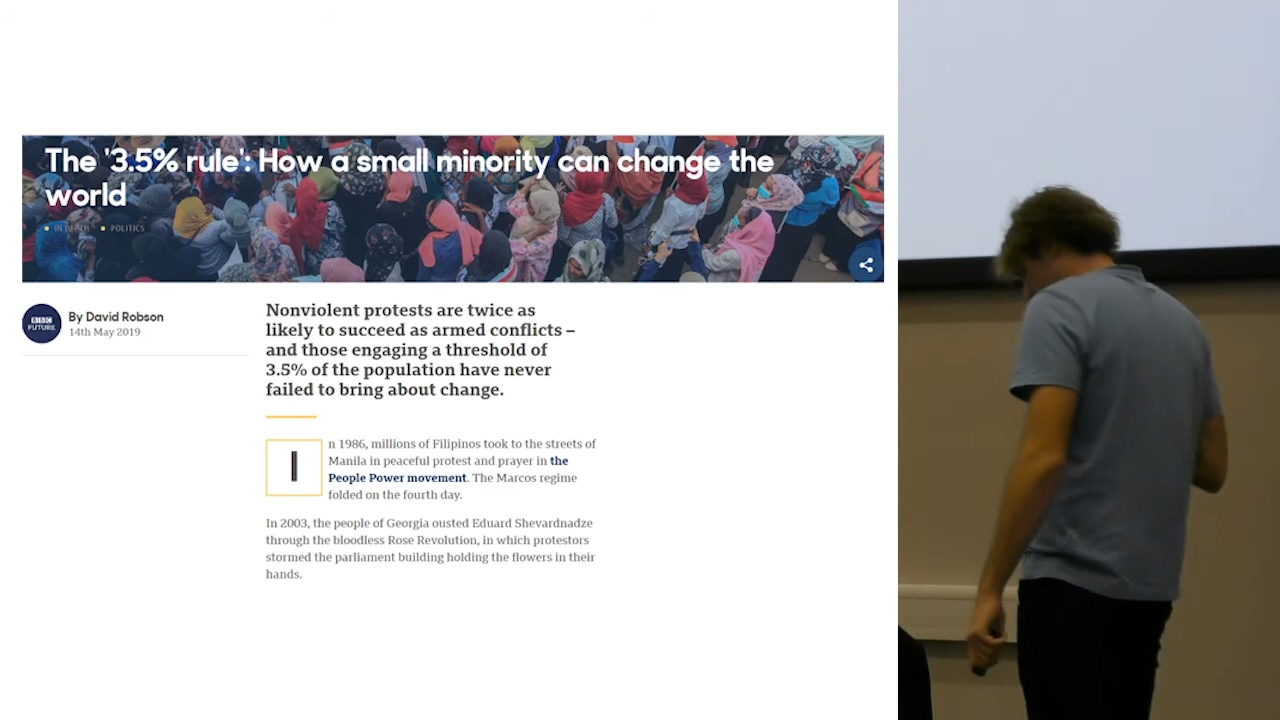 The '3.5% rule': How a small minority can change the
world
IN DEPTH
POLITICS
BBC
FUTURE
By David Robson
14th May 2019
Nonviolent protests are twice as
likely to succeed as armed conflicts –
and those engaging a threshold of
3.5% of the population have never
failed to bring about change.
In 1986, millions of Filipinos took to the streets of
Manila in peaceful protest and prayer in the
People Power movement. The Marcos regime
folded on the fourth day.
In 2003, the people of Georgia ousted Eduard Shevardnadze
through the bloodless Rose Revolution, in which protestors
stormed the parliament building holding the flowers in their
hands.